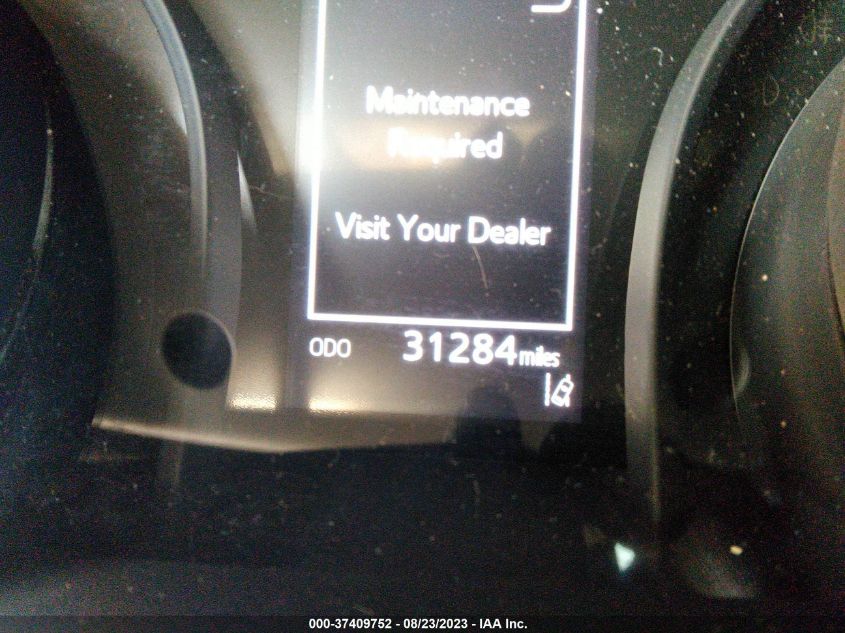 Maintenance
Required
Visit Your Dealer
ODO 31284 miles
000-37409752 - 08/23/2023 - IAA Inc.